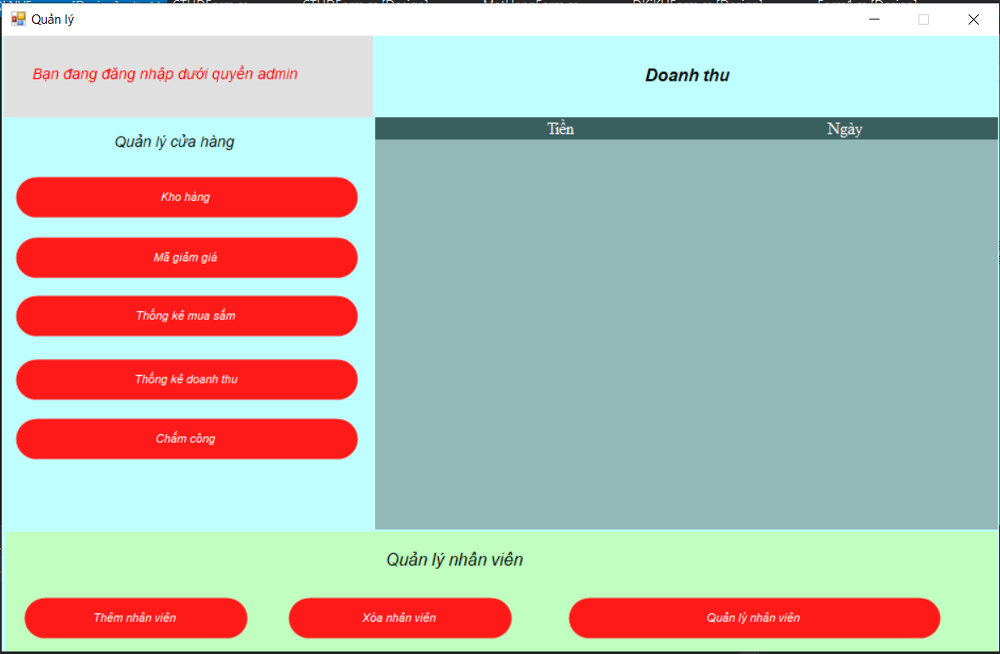 Quản lý
Bạn đang đăng nhập dưới quyền admin
Doanh thu
Tiền Ngày
Quản lý cửa hàng
Kho hàng
Mã giảm giá
Thống kê mua sắm
Thống kê doanh thu
Chấm công
Quản lý nhân viên
Thêm nhân viên
Xóa nhân viên
Quản lý nhân viên